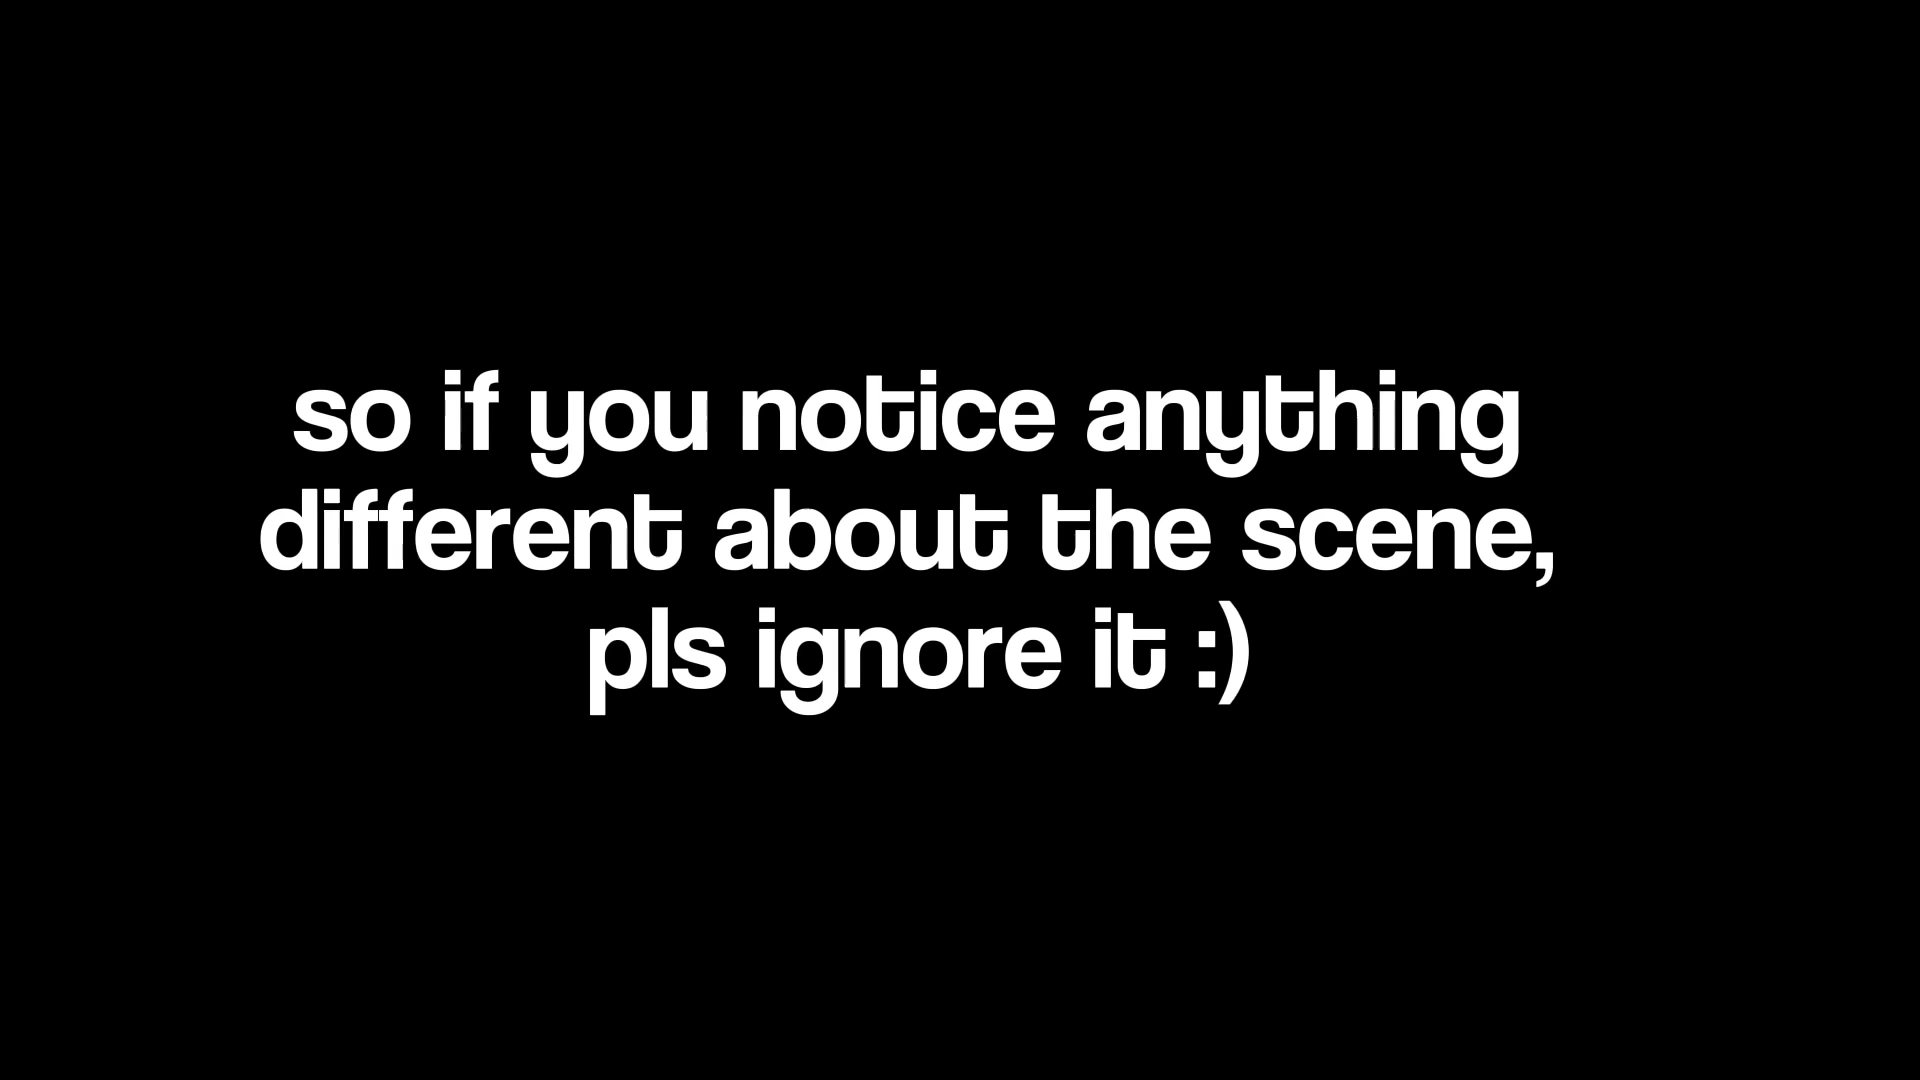 so if you notice anything
different about the scene,
pls ignore it :)